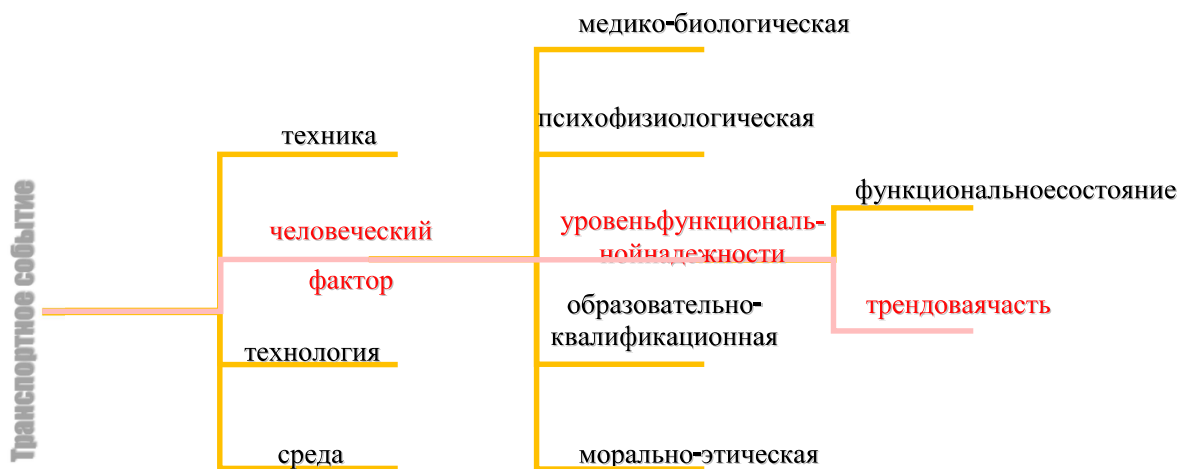 Транспортное событие
техника
человеческий
фактор
технология
среда
медико-биологическая
психофизиологическая
уровеньфункциональ-
нойнадежности
образовательно-
квалификационная
морально-этическая
функциональноесостояние
трендоваячасть